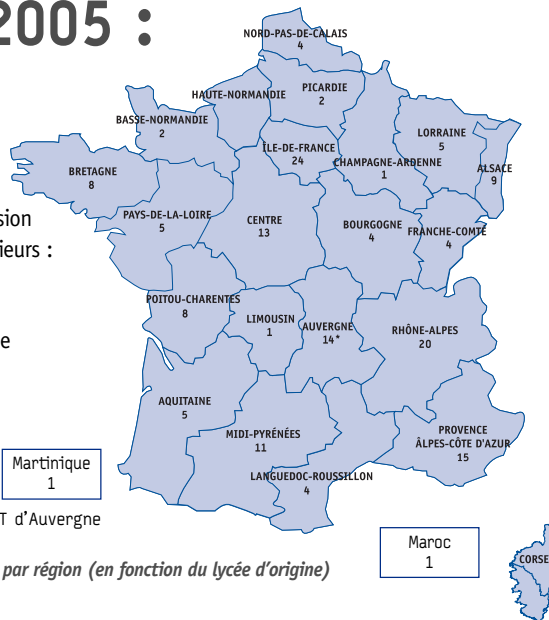 2005 :
NORD-PAS-DE-CALAIS
4
HAUTE-NORMANDIE
PICARDIE
2
BASSE-NORMANDIE
2
LORRAINE
5
ÎLE-DE-FRANCE
24
CHAMPAGNE-ARDENNE
1
ALSACE
9
BRETAGNE
8
PAYS-DE-LA-LOIRE
5
CENTRE
13
BOURGOGNE
4
FRANCHE-COMTÉ
4
sion
ieurs :
POITOU-CHARENTES
8
LIMOUSIN
1
AUVERGNE
14*
RHÔNE-ALPES
20
e
AQUITAINE
5
MIDI-PYRÉNÉES
11
PROVENCE
ÂLPES-CÔTE D'AZUR
15
LANGUEDOC-ROUSSILLON
4
Martinique
1
T d'Auvergne
Maroc
1
CORSE
par région (en fonction du lycée d'origine)